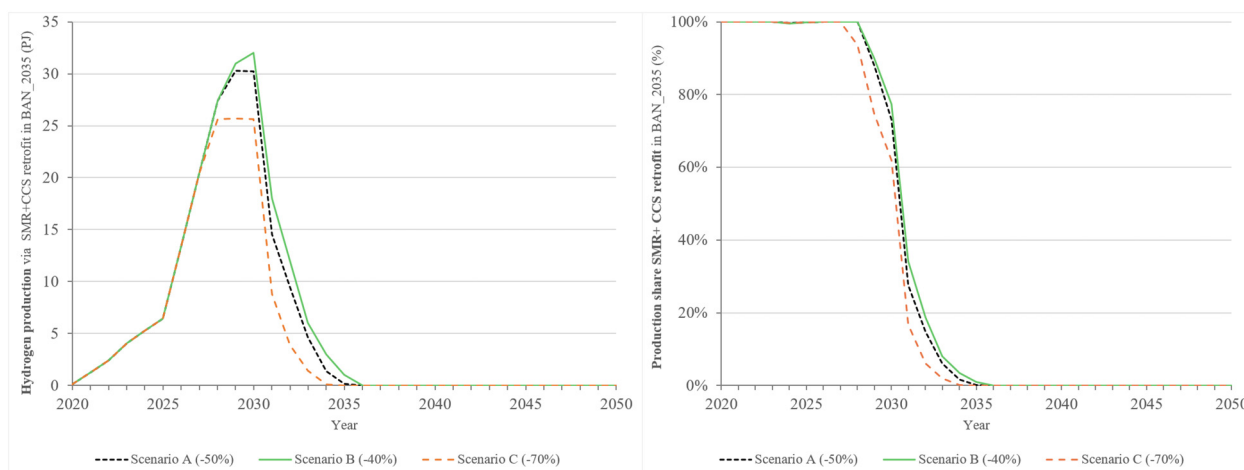 Hydrogen production via SMR+CCS retrofit in BAN_2035 (PJ)
35
30
25
20
15
10
5
0
2020 2025 2030 2035 2040 2045 2050
Year
Scenario A (-50%) Scenario B (-40%) Scenario C (-70%)
Production share SMR+ CCS retrofit in BAN_2035 (%)
100%
80%
60%
40%
20%
0%
2020 2025 2030 2035 2040 2045 2050
Year
Scenario A (-50%) Scenario B (-40%) Scenario C (-70%)